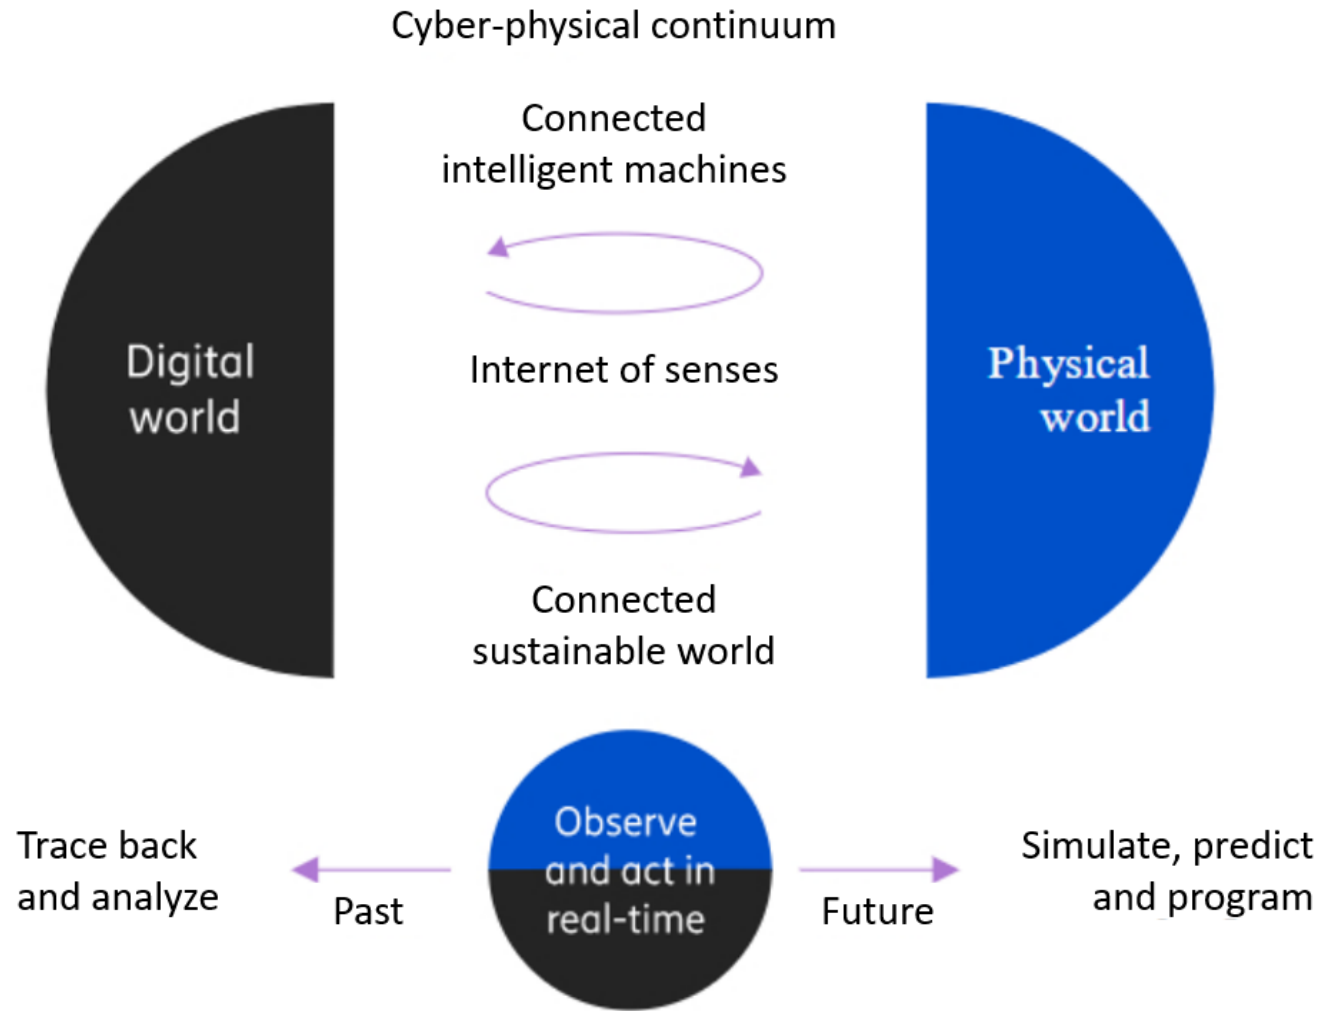 Cyber-physical continuum
Connected
intelligent machines
Digital
world
Internet of senses
Physical
world
Connected
sustainable world
Trace back
and analyze
Past
Observe
and act in
real-time
Future
Simulate, predict
and program